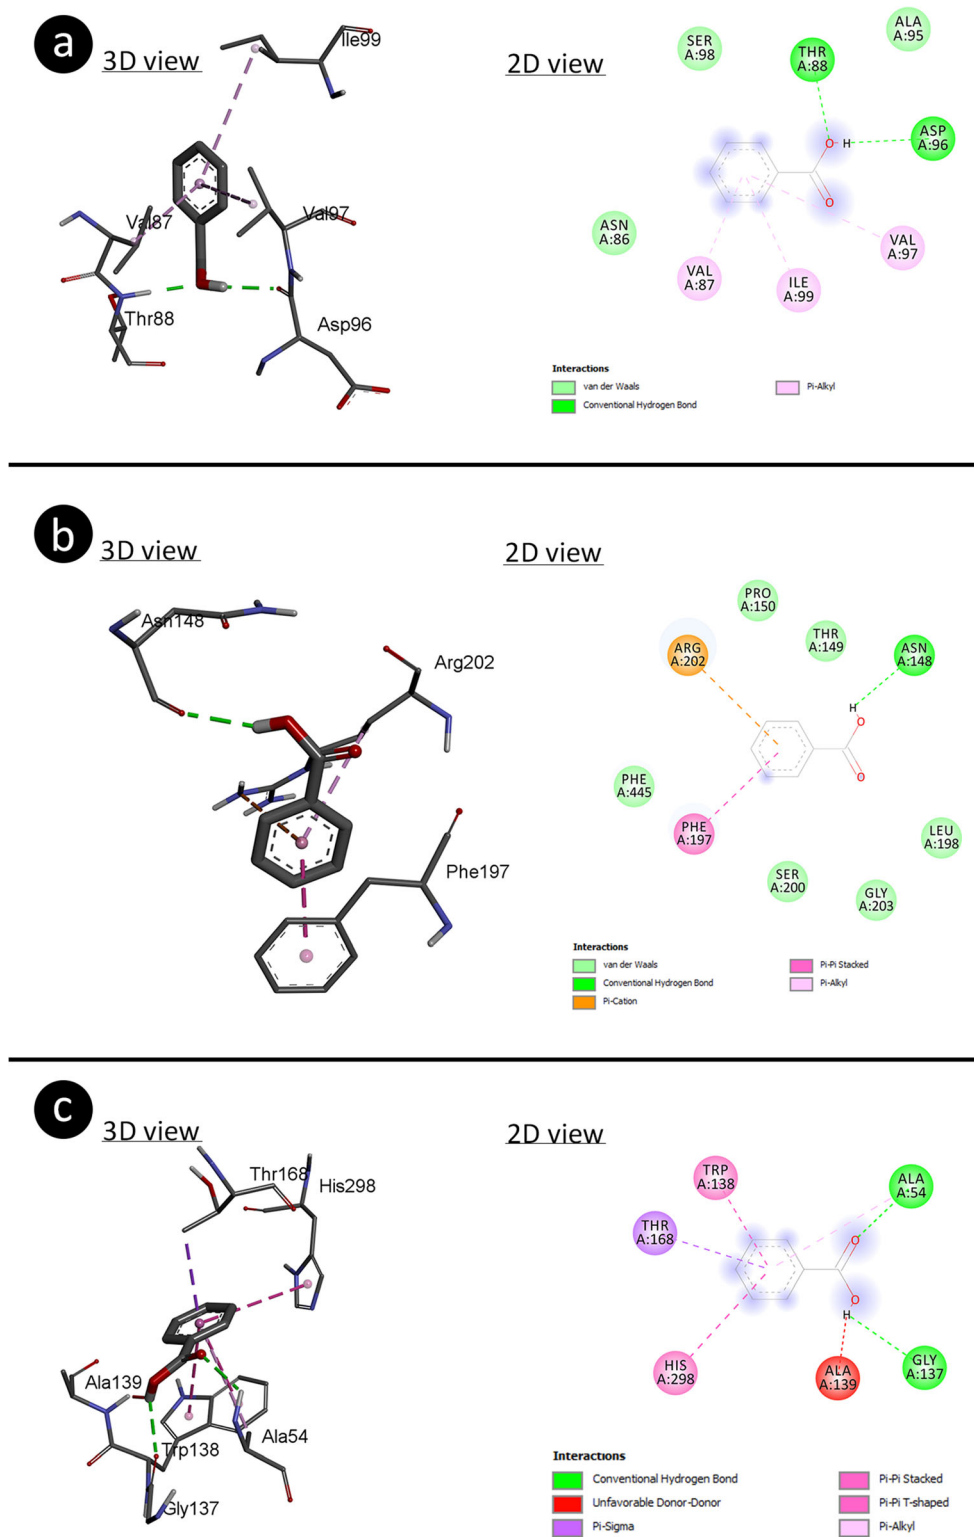 a
3D view
Ile99
Val87
Val97
Thr88
Asp96
2D view
SER
A:98
THR
A:88
ALA
A:95
ASP
A:96
O
H
O
ASN
A:86
VAL
A:87
ILE
A:99
VAL
A:97
Interactions
van der Waals
Conventional Hydrogen Bond
Pi-Alkyl
b
3D view
Asn148
Arg202
Phe197
2D view
PRO
A:150
THR
A:149
ARG
A:202
ASN
A:148
H
O
O
PHE
A:445
PHE
A:197
LEU
A:198
SER
A:200
GLY
A:203
Interactions
van der Waals
Conventional Hydrogen Bond
Pi-Cation
Pi-Pi Stacked
Pi-Alkyl
c
3D view
Thr168
His298
Ala139
Trp138
Ala54
Gly137
2D view
TRP
A:138
ALA
A:54
THR
A:168
O
O
H
HIS
A:298
ALA
A:139
GLY
A:137
Interactions
Conventional Hydrogen Bond
Unfavorable Donor-Donor
Pi-Sigma
Pi-Pi Stacked
Pi-Pi T-shaped
Pi-Alkyl